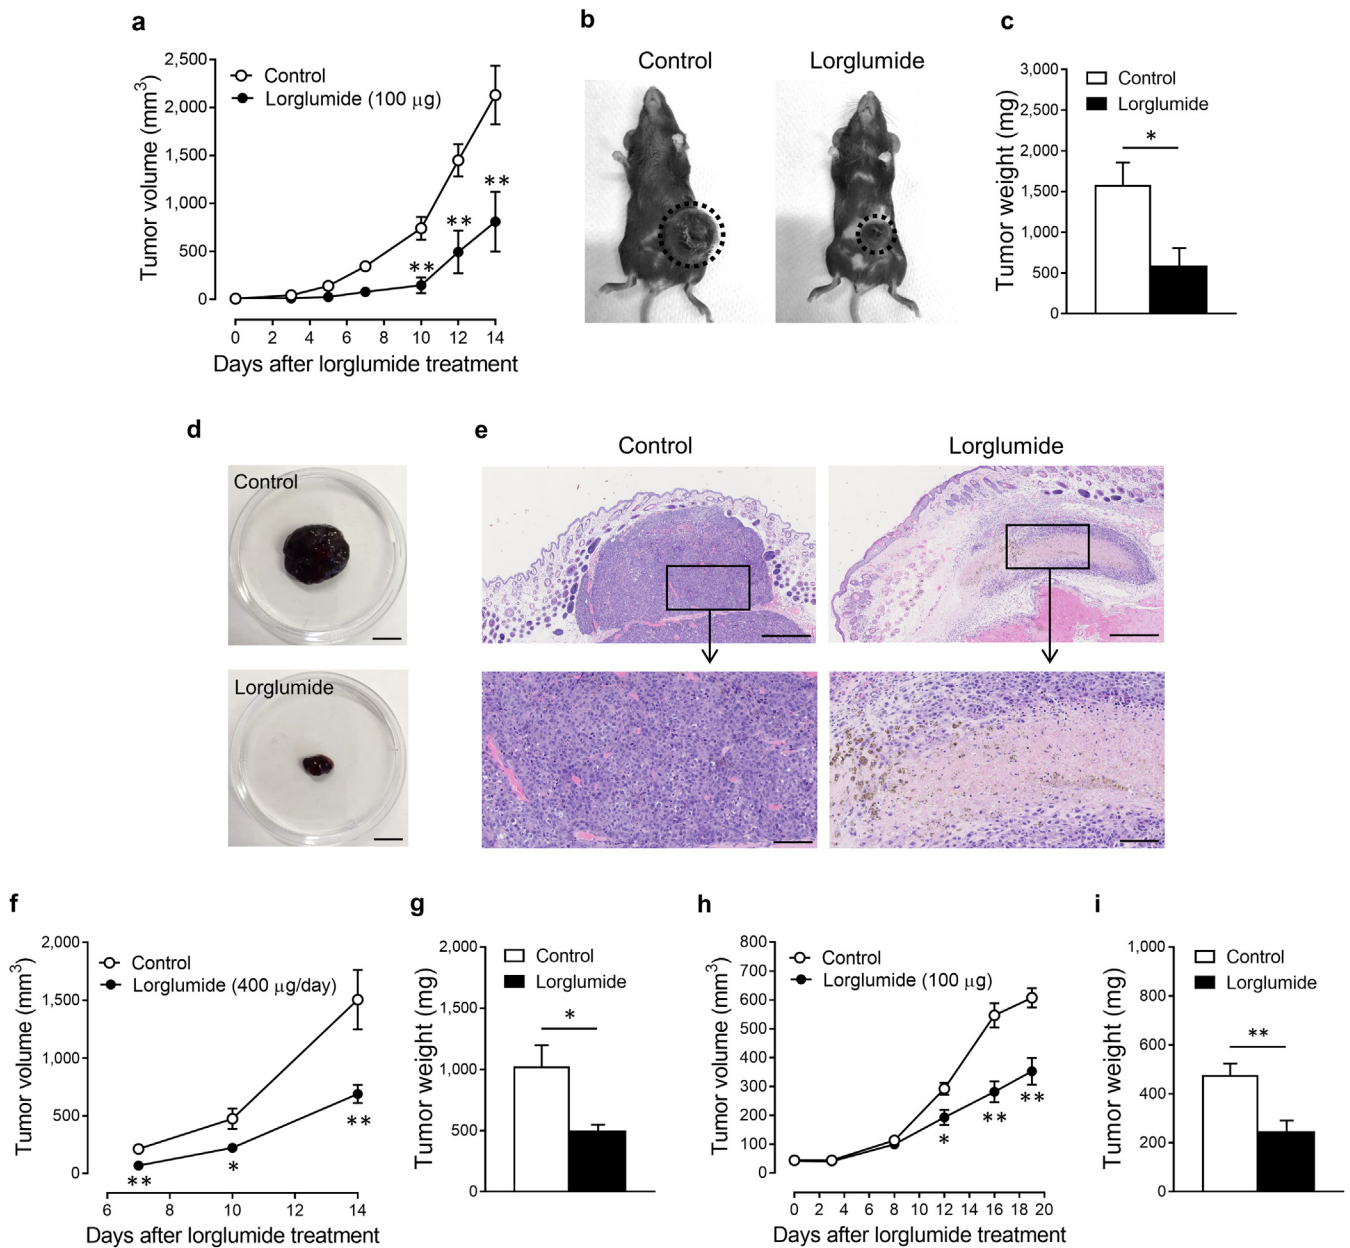 a
Tumor volume (mm³)
2,500
2,000
1,500
1,000
500
0
Control
Lorglumide (100 μg)
**
**
**
0 2 4 6 8 10 12 14
Days after lorglumide treatment
b
Control
Lorglumide
c
Tumor weight (mg)
3,000
2,500
2,000
1,500
1,000
500
0
Control
Lorglumide
*
d
Control
Lorglumide
e
Control
Lorglumide
f
Tumor volume (mm³)
2,000
1,500
1,000
500
0
Control
Lorglumide (400 μg/day)
**
*
**
6 8 10 12 14
Days after lorglumide treatment
g
Tumor weight (mg)
2,000
1,500
1,000
500
0
Control
Lorglumide
*
h
Tumor volume (mm³)
800
700
600
500
400
300
200
100
0
Control
Lorglumide (100 μg)
*
**
**
0 2 4 6 8 10 12 14 16 18 20
Days after lorglumide treatment
i
Tumor weight (mg)
1,000
800
600
400
200
0
Control
Lorglumide
**